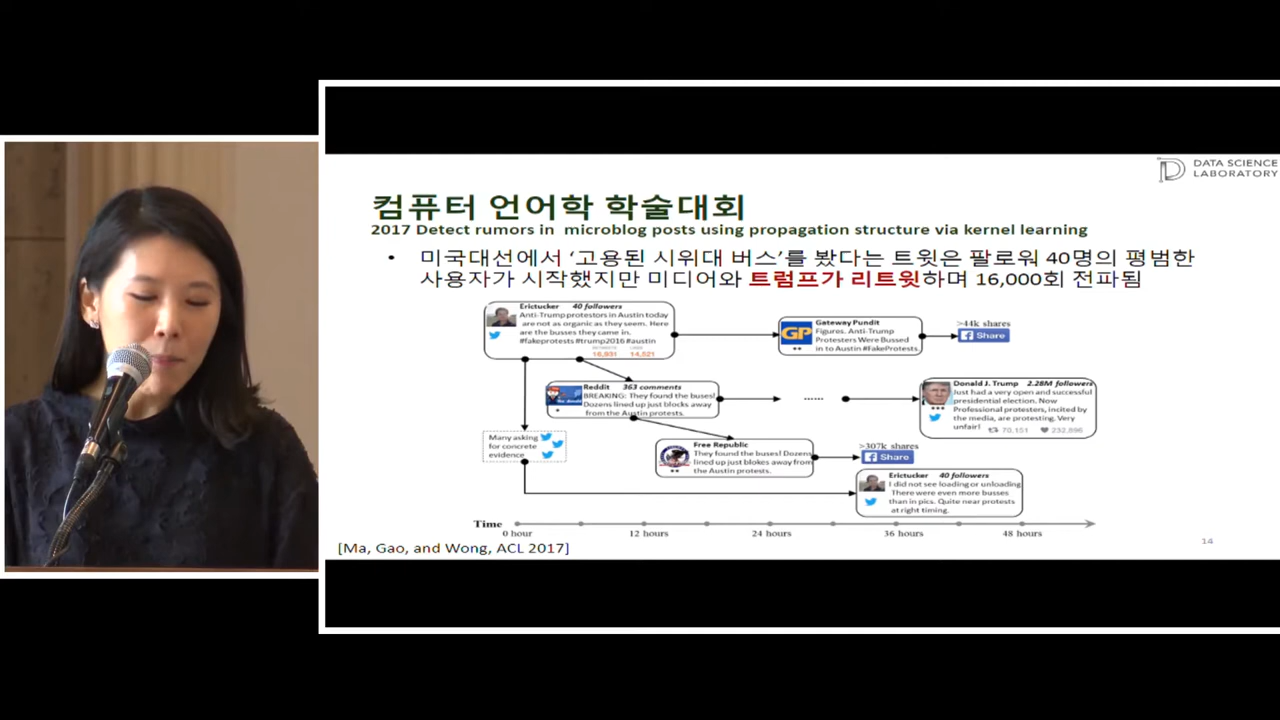 DATA SCIENCE
LABORATORY
컴퓨터 언어학 학술대회
2017 Detect rumors in microblog posts using propagation structure via kernel learning
• 미국대선에서 ‘고용된 시위대 버스’를 봤다는 트윗은 팔로워 40명의 평범한
사용자가 시작했지만 미디어와 트럼프가 리트윗하며 16,000회 전파됨
Erictucker 40 followers
Anti-Trump protestors in Austin today
are not as organic as they seem. Here
are the busses they came in.
#fakeprotests #trump2016 #austin
16,931 14,521
GP
Gateway Pundit
Figures. Anti-Trump
Protesters Were Bussed
in to Austin #FakeProtests.
>44k shares
Share
Reddit 363 comments
BREAKING: They found the buses!
Dozens lined up just blocks away
from the Austin protests.
......
Donald J. Trump 2.28M followers
Just had a very open and successful
presidential election. Now
Professional protesters, incited by
the media, are protesting. Very
unfair!
70,151 232,696
Many asking
for concrete
evidence
Free Republic
They found the buses! Dozens
lined up just blokes away from
the Austin protests.
>307k shares
Share
Erictucker 40 followers
I did not see loading or unloading
There were even more busses
than in pics. Quite near protests
at right timing.
Time
0 hour 12 hours 24 hours 36 hours 48 hours
[Ma, Gao, and Wong, ACL 2017]
14